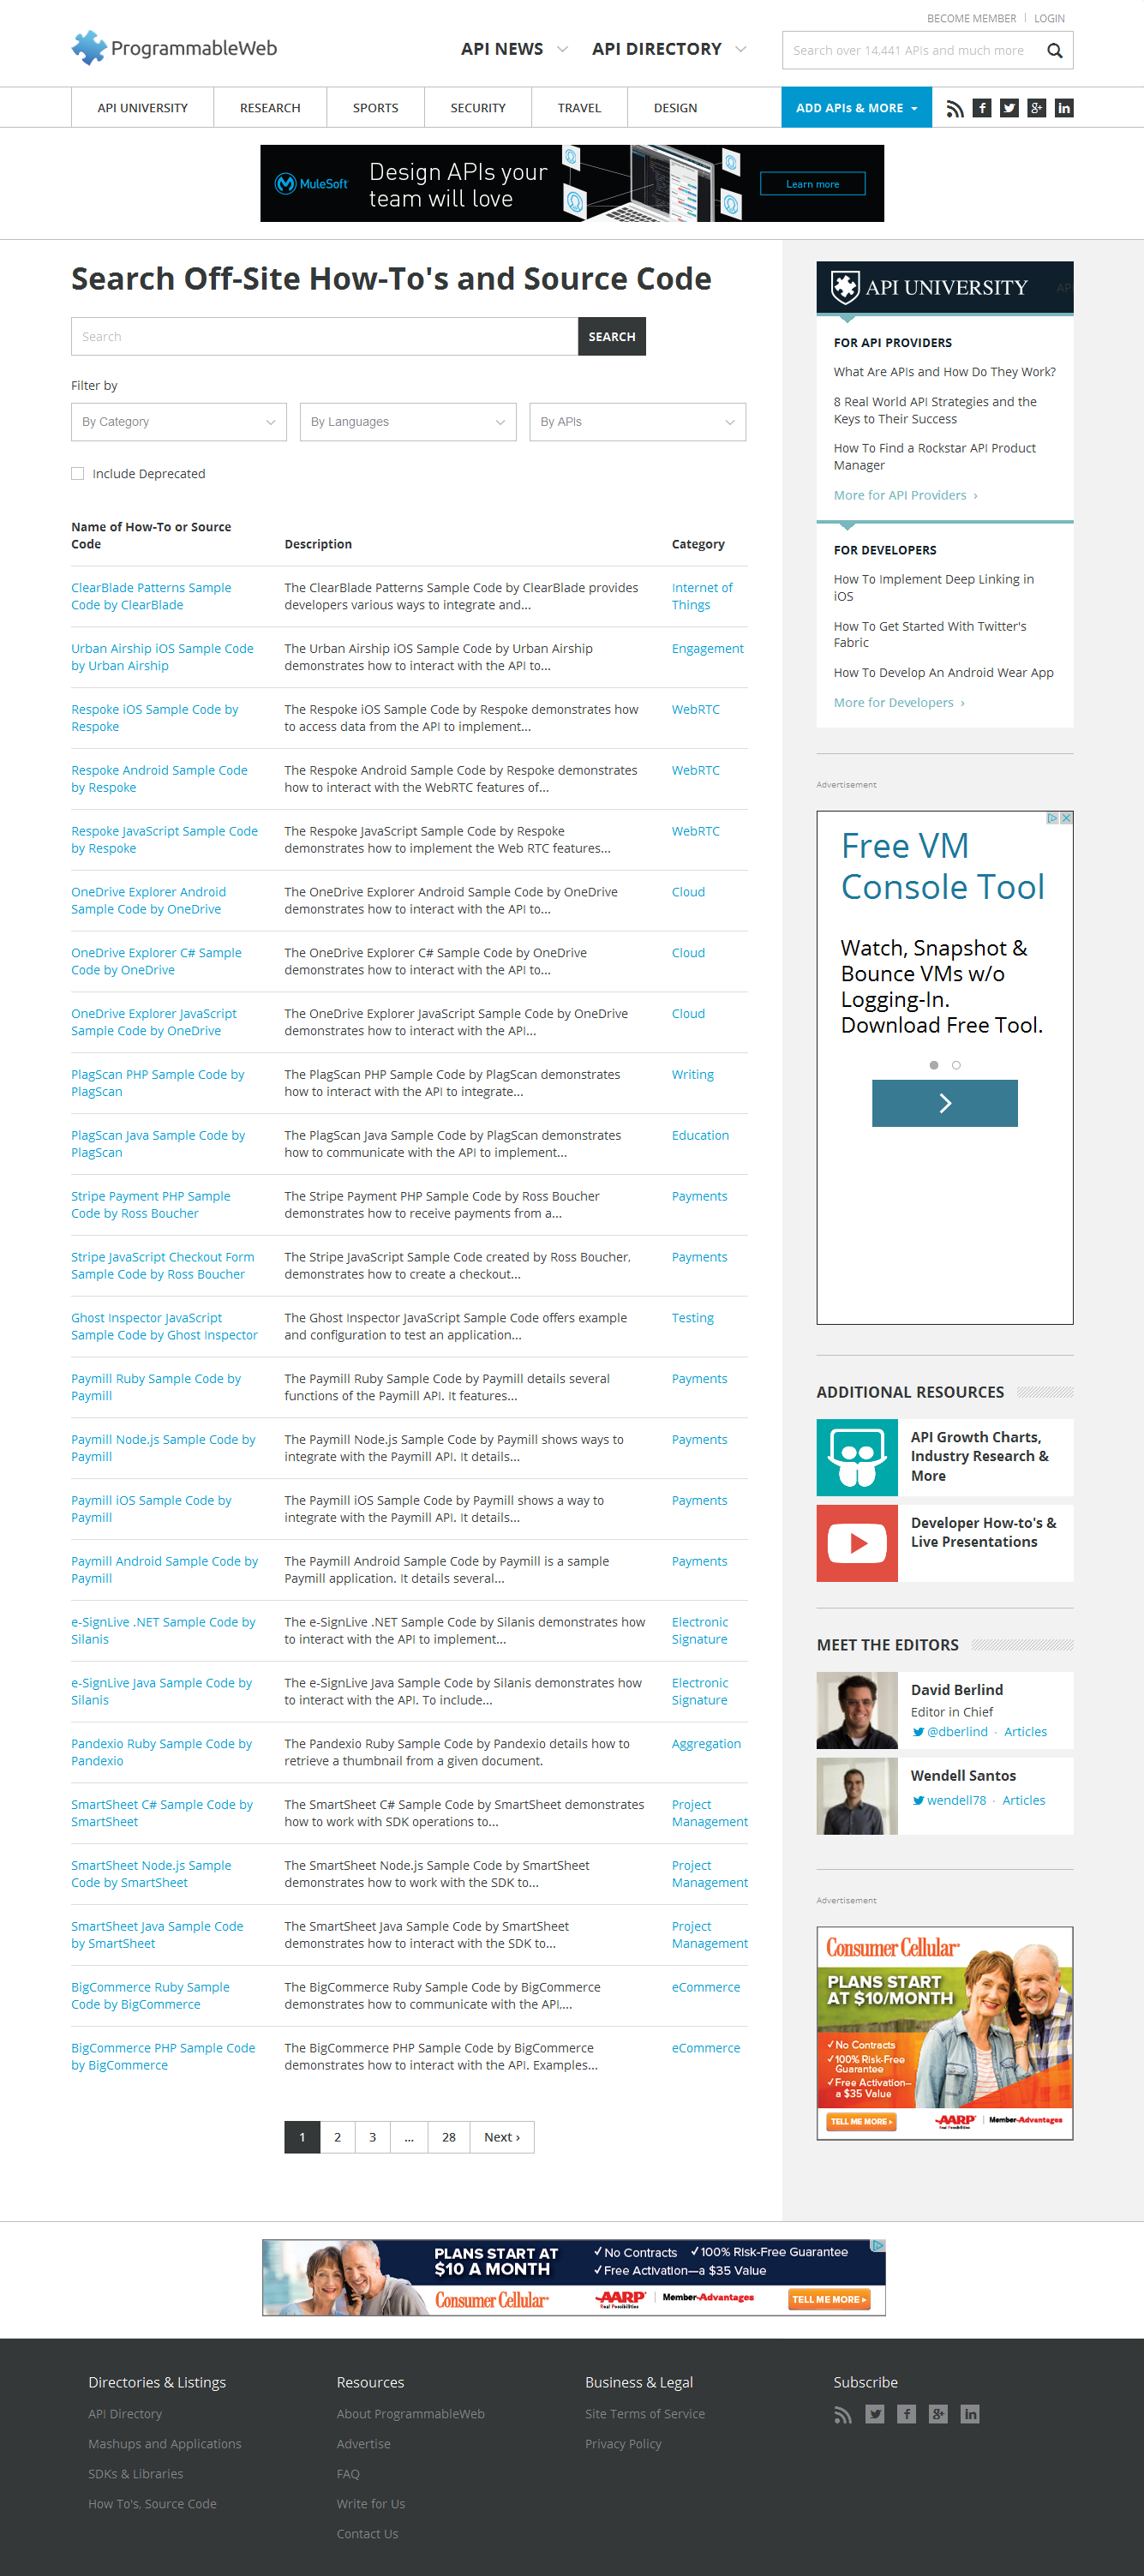 BECOME MEMBER | LOGIN
ProgrammableWeb
API NEWS
API DIRECTORY
Search over 14,441 APIs and much more
API UNIVERSITY
RESEARCH
SPORTS
SECURITY
TRAVEL
DESIGN
ADD APIs & MORE
MuleSoft
Design APIs your
team will love
Learn more
Search Off-Site How-To's and Source Code
Search
SEARCH
Filter by
By Category
By Languages
By APIs
Include Deprecated
Name of How-To or Source
Code
Description
Category
ClearBlade Patterns Sample
Code by ClearBlade
The ClearBlade Patterns Sample Code by ClearBlade provides
developers various ways to integrate and...
Internet of
Things
Urban Airship iOS Sample Code
by Urban Airship
The Urban Airship iOS Sample Code by Urban Airship
demonstrates how to interact with the API to...
Engagement
Respoke iOS Sample Code by
Respoke
The Respoke iOS Sample Code by Respoke demonstrates how
to access data from the API to implement...
WebRTC
Respoke Android Sample Code
by Respoke
The Respoke Android Sample Code by Respoke demonstrates
how to interact with the WebRTC features of...
WebRTC
Respoke JavaScript Sample Code
by Respoke
The Respoke JavaScript Sample Code by Respoke
demonstrates how to implement the Web RTC features...
WebRTC
OneDrive Explorer Android
Sample Code by OneDrive
The OneDrive Explorer Android Sample Code by OneDrive
demonstrates how to interact with the API to...
Cloud
OneDrive Explorer C# Sample
Code by OneDrive
The OneDrive Explorer C# Sample Code by OneDrive
demonstrates how to interact with the API to...
Cloud
OneDrive Explorer JavaScript
Sample Code by OneDrive
The OneDrive Explorer JavaScript Sample Code by OneDrive
demonstrates how to interact with the API...
Cloud
PlagScan PHP Sample Code by
PlagScan
The PlagScan PHP Sample Code by PlagScan demonstrates
how to interact with the API to integrate...
Writing
PlagScan Java Sample Code by
PlagScan
The PlagScan Java Sample Code by PlagScan demonstrates
how to communicate with the API to implement...
Education
Stripe Payment PHP Sample
Code by Ross Boucher
The Stripe Payment PHP Sample Code by Ross Boucher
demonstrates how to receive payments from a...
Payments
Stripe JavaScript Checkout Form
Sample Code by Ross Boucher
The Stripe JavaScript Sample Code created by Ross Boucher,
demonstrates how to create a checkout...
Payments
Ghost Inspector JavaScript
Sample Code by Ghost Inspector
The Ghost Inspector JavaScript Sample Code offers example
and configuration to test an application...
Testing
Paymill Ruby Sample Code by
Paymill
The Paymill Ruby Sample Code by Paymill details several
functions of the Paymill API. It features...
Payments
Paymill Node.js Sample Code by
Paymill
The Paymill Node.js Sample Code by Paymill shows ways to
integrate with the Paymill API. It details...
Payments
Paymill iOS Sample Code by
Paymill
The Paymill iOS Sample Code by Paymill shows a way to
integrate with the Paymill API. It details...
Payments
Paymill Android Sample Code by
Paymill
The Paymill Android Sample Code by Paymill is a sample
Paymill application. It details several...
Payments
e-SignLive .NET Sample Code by
Silanis
The e-SignLive .NET Sample Code by Silanis demonstrates how
to interact with the API to implement...
Electronic
Signature
e-SignLive Java Sample Code by
Silanis
The e-SignLive Java Sample Code by Silanis demonstrates how
to interact with the API. To include...
Electronic
Signature
Pandexio Ruby Sample Code by
Pandexio
The Pandexio Ruby Sample Code by Pandexio details how to
retrieve a thumbnail from a given document.
Aggregation
SmartSheet C# Sample Code by
SmartSheet
The SmartSheet C# Sample Code by SmartSheet demonstrates
how to work with SDK operations to...
Project
Management
SmartSheet Node.js Sample
Code by SmartSheet
The SmartSheet Node.js Sample Code by SmartSheet
demonstrates how to work with the SDK to...
Project
Management
SmartSheet Java Sample Code
by SmartSheet
The SmartSheet Java Sample Code by SmartSheet
demonstrates how to interact with the SDK to...
Project
Management
BigCommerce Ruby Sample
Code by BigCommerce
The BigCommerce Ruby Sample Code by BigCommerce
demonstrates how to communicate with the API,...
eCommerce
BigCommerce PHP Sample Code
by BigCommerce
The BigCommerce PHP Sample Code by BigCommerce
demonstrates how to interact with the API. Examples...
eCommerce
1 2 3 ... 28 Next ›
API UNIVERSITY
AP
FOR API PROVIDERS
What Are APIs and How Do They Work?
8 Real World API Strategies and the
Keys to Their Success
How To Find a Rockstar API Product
Manager
More for API Providers ›
FOR DEVELOPERS
How To Implement Deep Linking in
iOS
How To Get Started With Twitter's
Fabric
How To Develop An Android Wear App
More for Developers ›
Advertisement
Free VM
Console Tool
Watch, Snapshot &
Bounce VMs w/o
Logging-In.
Download Free Tool.
ADDITIONAL RESOURCES
API Growth Charts,
Industry Research &
More
Developer How-to's &
Live Presentations
MEET THE EDITORS
David Berlind
Editor in Chief
@dberlind · Articles
Wendell Santos
wendell78 · Articles
Advertisement
Consumer Cellular
PLANS START
AT $10/MONTH
✓No Contracts
✓100% Risk-Free
Guarantee
✓Free Activation—
a $35 Value
TELL ME MORE ▸
AARP Real Possibilities | Member-Advantages
PLANS START AT
$10 A MONTH
✓No Contracts ✓100% Risk-Free Guarantee
✓Free Activation—a $35 Value
Consumer Cellular
AARP Real Possibilities | Member-Advantages
TELL ME MORE ▸
Directories & Listings
API Directory
Mashups and Applications
SDKs & Libraries
How To's, Source Code
Resources
About ProgrammableWeb
Advertise
FAQ
Write for Us
Contact Us
Business & Legal
Site Terms of Service
Privacy Policy
Subscribe